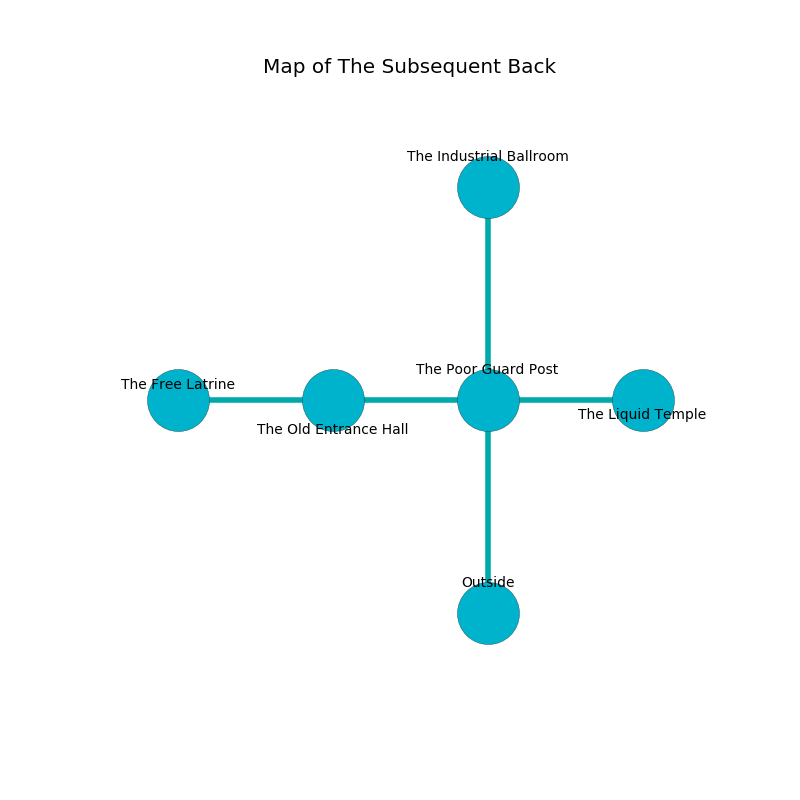 Map of The Subsequent Back
The Industrial Ballroom
The Poor Guard Post
The Free Latrine
The Liquid Temple
The Old Entrance Hall
Outside